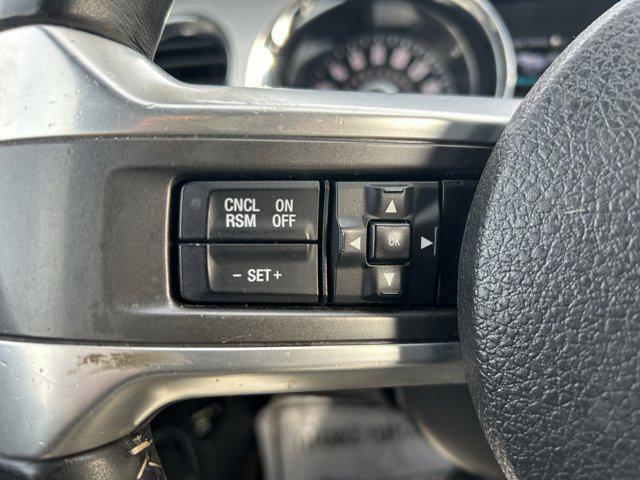 CNCL ON
RSM OFF
OK
- SET +